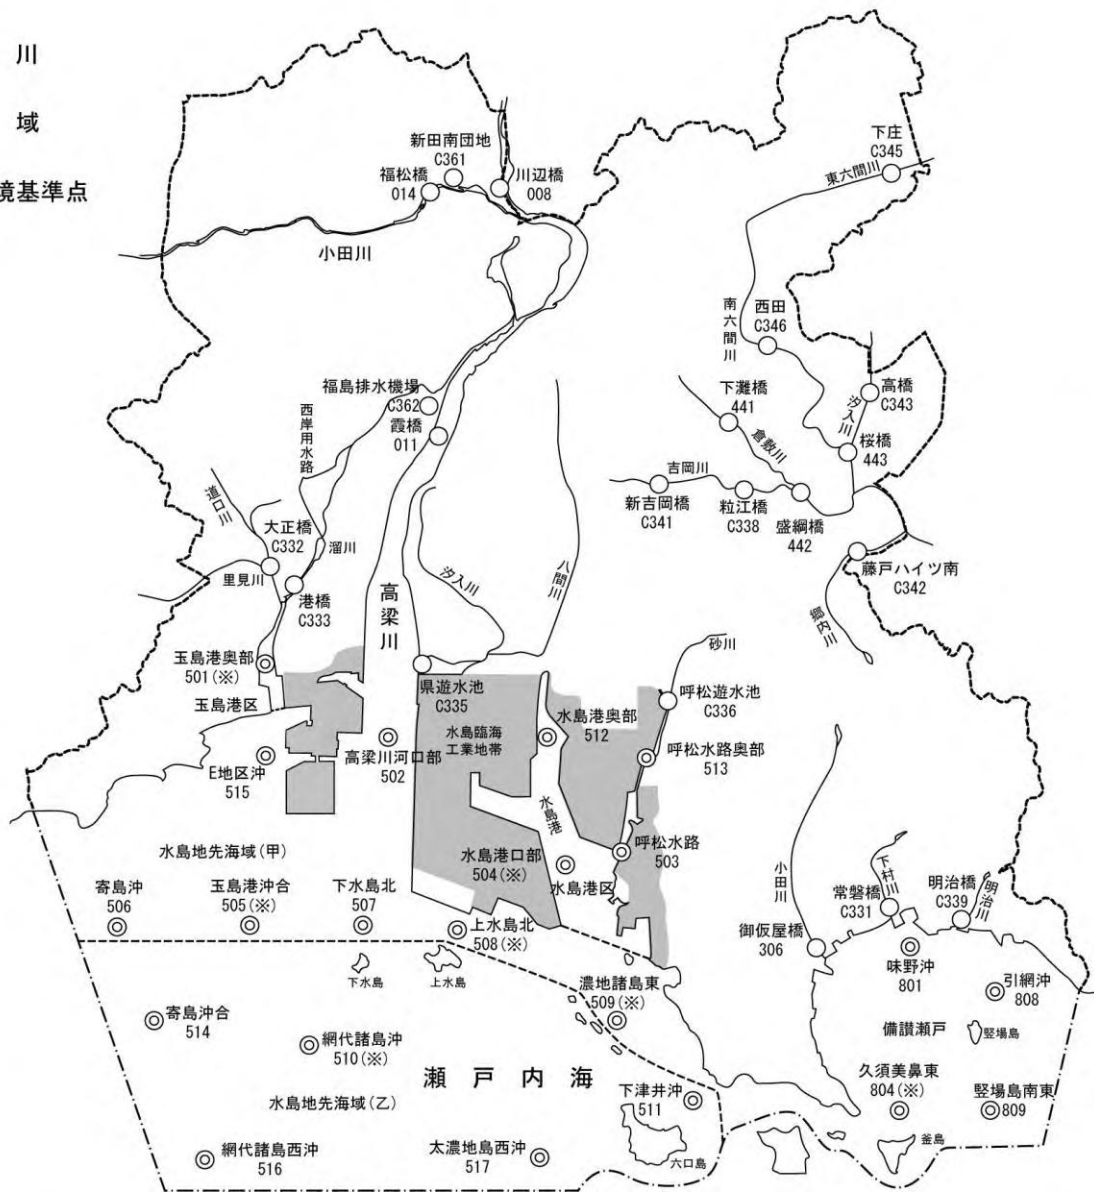 川
域
境基準点
新田南団地
C361
福松橋
014
川辺橋
008
小田川
下庄
C345
東六間川
南六間川
西田
C346
高橋
C343
汐入川
桜橋
443
下灘橋
441
倉敷川
吉岡川
新吉岡橋
C341
粒江橋
C338
盛綱橋
442
藤戸ハイツ南
C342
郷内川
福島排水機場
C362
霞橋
011
西岸用水路
道口川
大正橋
C332
溜川
里見川
港橋
C333
高梁川
汐入川
八間川
砂川
玉島港奥部
501(※)
玉島港区
県遊水池
C335
呼松遊水池
C336
水島臨海
工業地帯
水島港奥部
512
高梁川河口部
502
呼松水路奥部
513
E地区沖
515
水島港
水島地先海域(甲)
水島港口部
504(※)
呼松水路
503
水島港区
寄島沖
506
玉島港沖合
505(※)
下水島北
507
上水島北
508(※)
小田川
下村川
常磐橋
C331
明治橋
C339
明治川
御仮屋橋
306
味野沖
801
下水島
上水島
濃地諸島東
509(※)
引網沖
808
寄島沖合
514
網代諸島沖
510(※)
備讃瀬戸
竪場島
瀬戸内海
久須美鼻東
804(※)
竪場島南東
809
水島地先海域(乙)
下津井沖
511
網代諸島西沖
516
太濃地島西沖
517
六口島
釜島